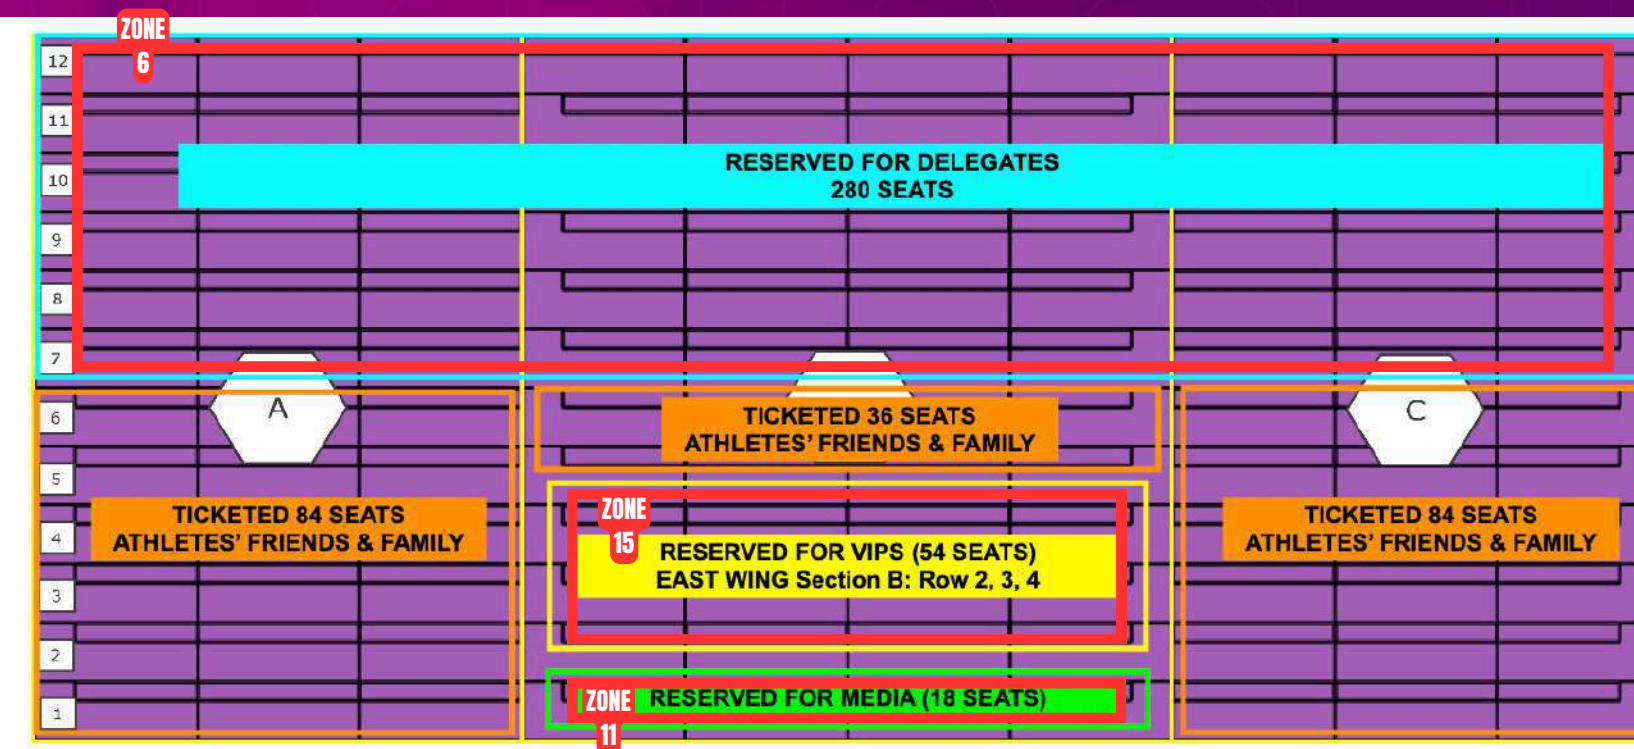 ZONE
6
12
11
RESERVED FOR DELEGATES
280 SEATS
10
9
8
7
A
C
6
TICKETED 36 SEATS
ATHLETES' FRIENDS & FAMILY
5
ZONE
15
TICKETED 84 SEATS
ATHLETES' FRIENDS & FAMILY
4
RESERVED FOR VIPS (54 SEATS)
EAST WING Section B: Row 2, 3, 4
TICKETED 84 SEATS
ATHLETES' FRIENDS & FAMILY
3
2
ZONE
11
RESERVED FOR MEDIA (18 SEATS)
1